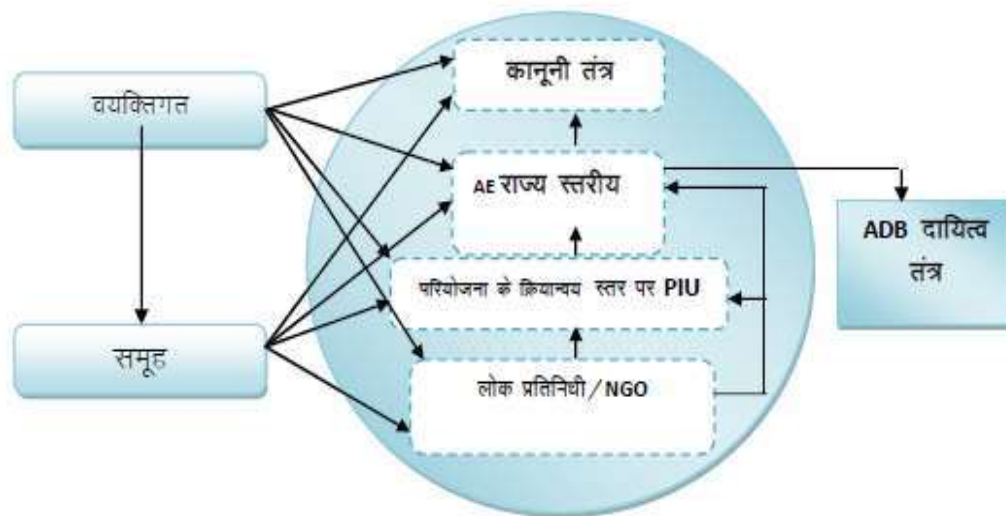 कानूनी तंत्र
वयक्तिगत
AE राज्य स्तरीय
ADB दायित्व
तंत्र
परियोजना के क्रियान्वय स्तर पर PIU
समूह
लोक प्रतिनिधी/NGO